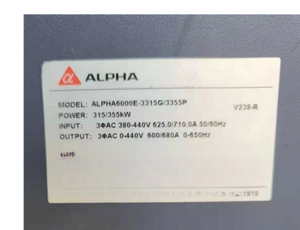 ALPHA
MODEL: ALPHA6000E-3315G/3355P
V238-R
POWER: 315/355kW
INPUT: 3ΦAC 380-440V 625.0/710.0A 50/60Hz
OUTPUT: 3ΦAC 0-440V 600/680A 0-650Hz